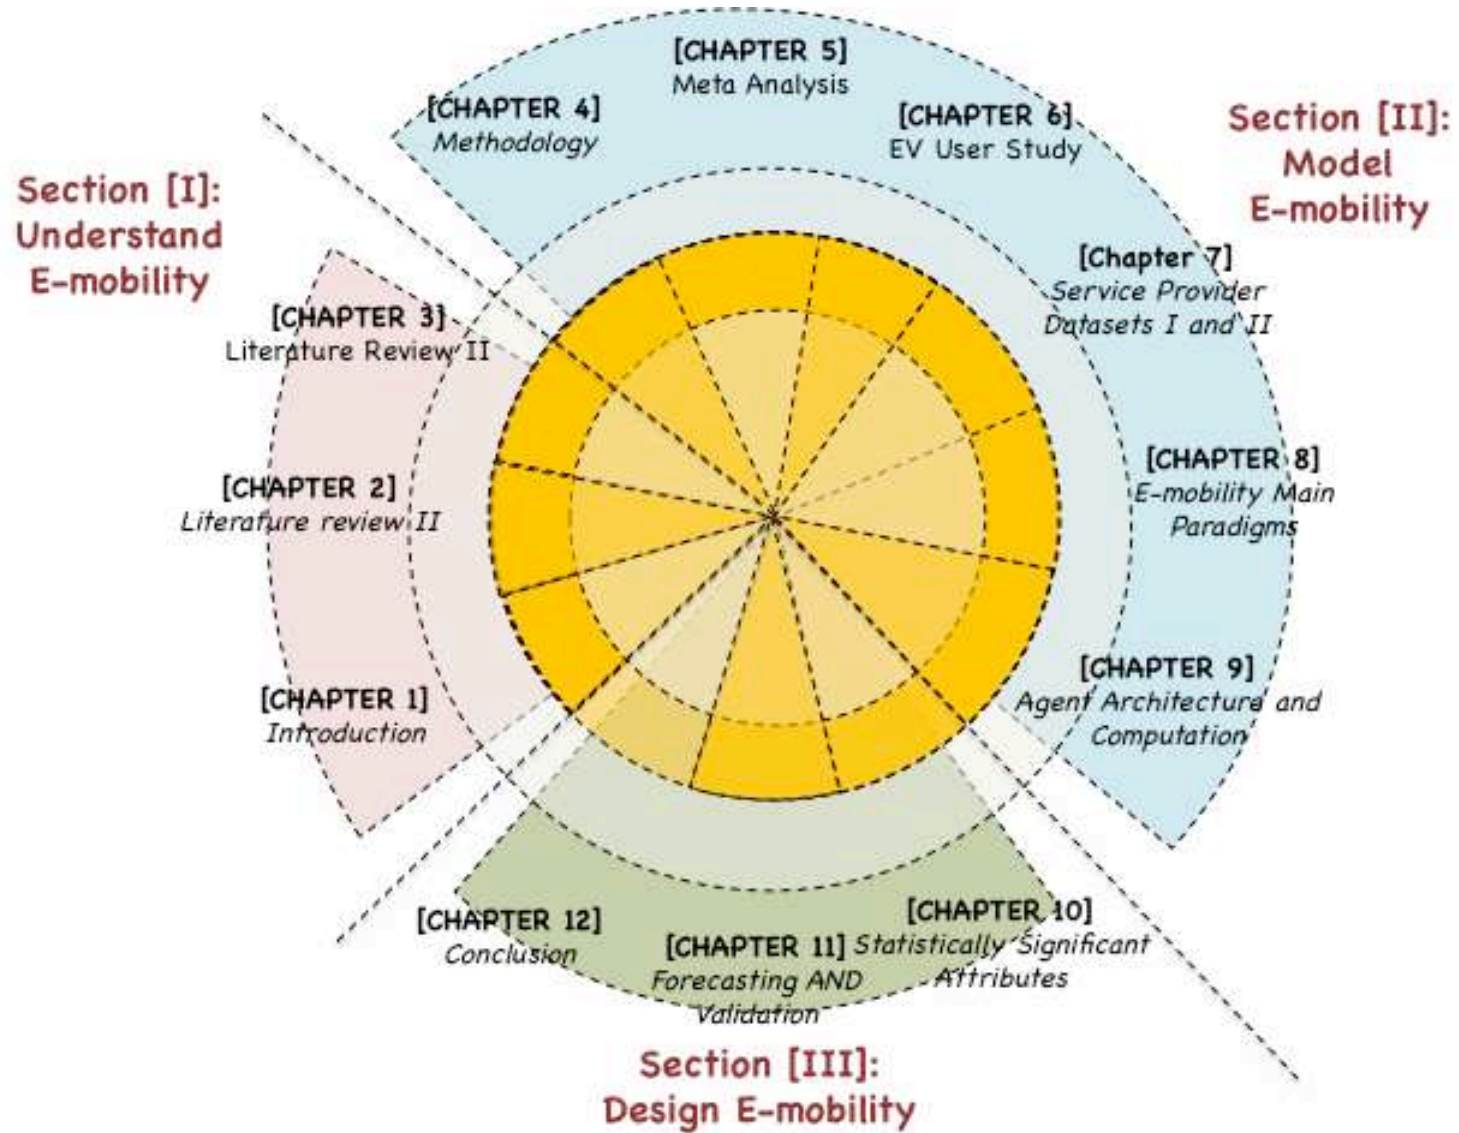 Section [I]:
Understand
E-mobility
[CHAPTER 1]
Introduction
[CHAPTER 2]
Literature review II
[CHAPTER 3]
Literature Review II
Section [II]:
Model
E-mobility
[CHAPTER 4]
Methodology
[CHAPTER 5]
Meta Analysis
[CHAPTER 6]
EV User Study
[Chapter 7]
Service Provider
Datasets I and II
[CHAPTER 8]
E-mobility Main
Paradigms
[CHAPTER 9]
Agent Architecture and
Computation
Section [III]:
Design E-mobility
[CHAPTER 10]
Statistically Significant
Attributes
[CHAPTER 11]
Forecasting AND
Validation
[CHAPTER 12]
Conclusion